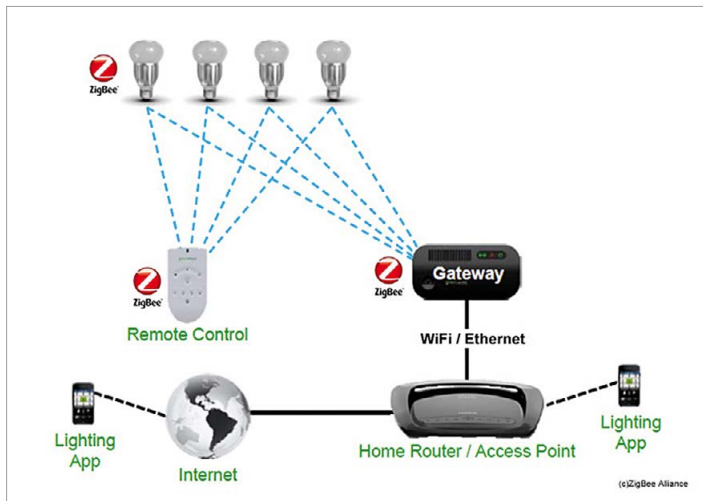 ZigBee®
ZigBee®
Gateway
ZigBee®
Remote Control
WiFi / Ethernet
Lighting
App
Internet
Home Router / Access Point
Lighting
App
(c)ZigBee Alliance